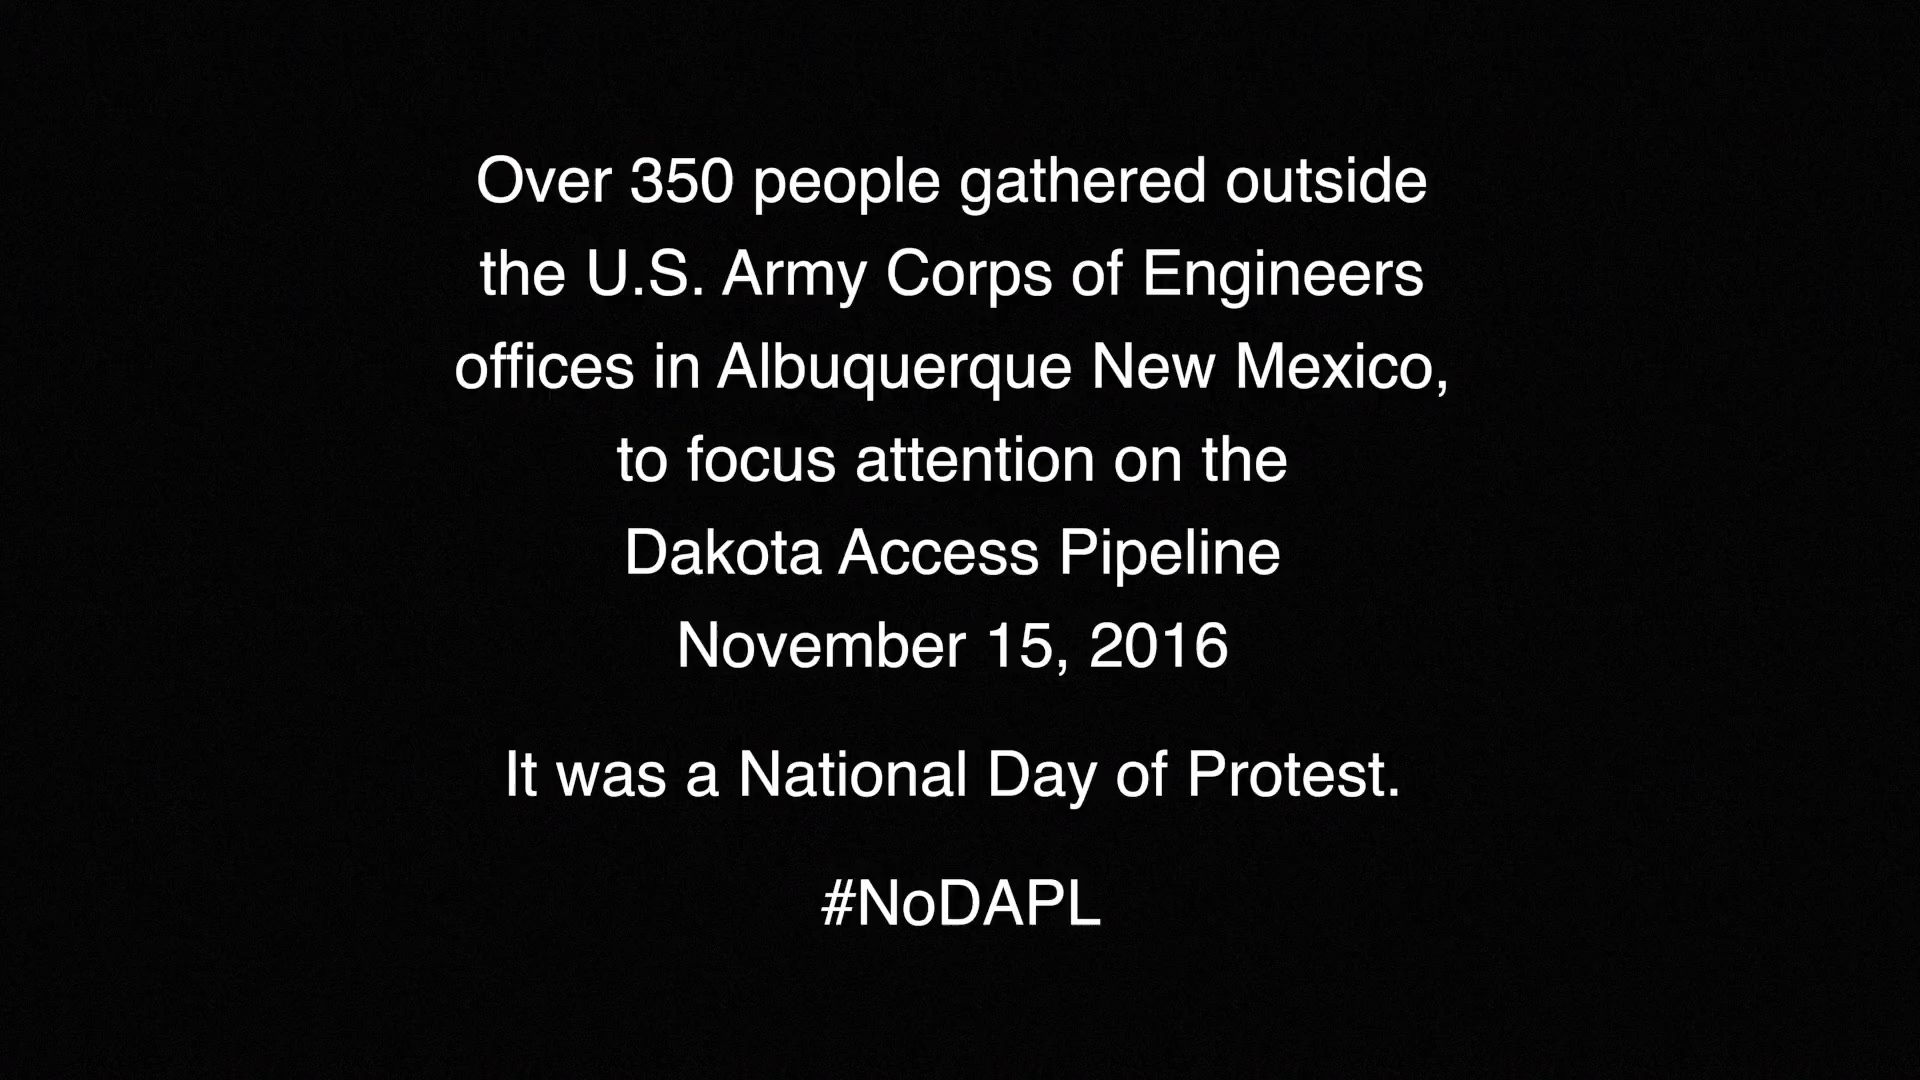 Over 350 people gathered outside
the U.S. Army Corps of Engineers
offices in Albuquerque New Mexico,
to focus attention on the
Dakota Access Pipeline
November 15, 2016
It was a National Day of Protest.
#NoDAPL